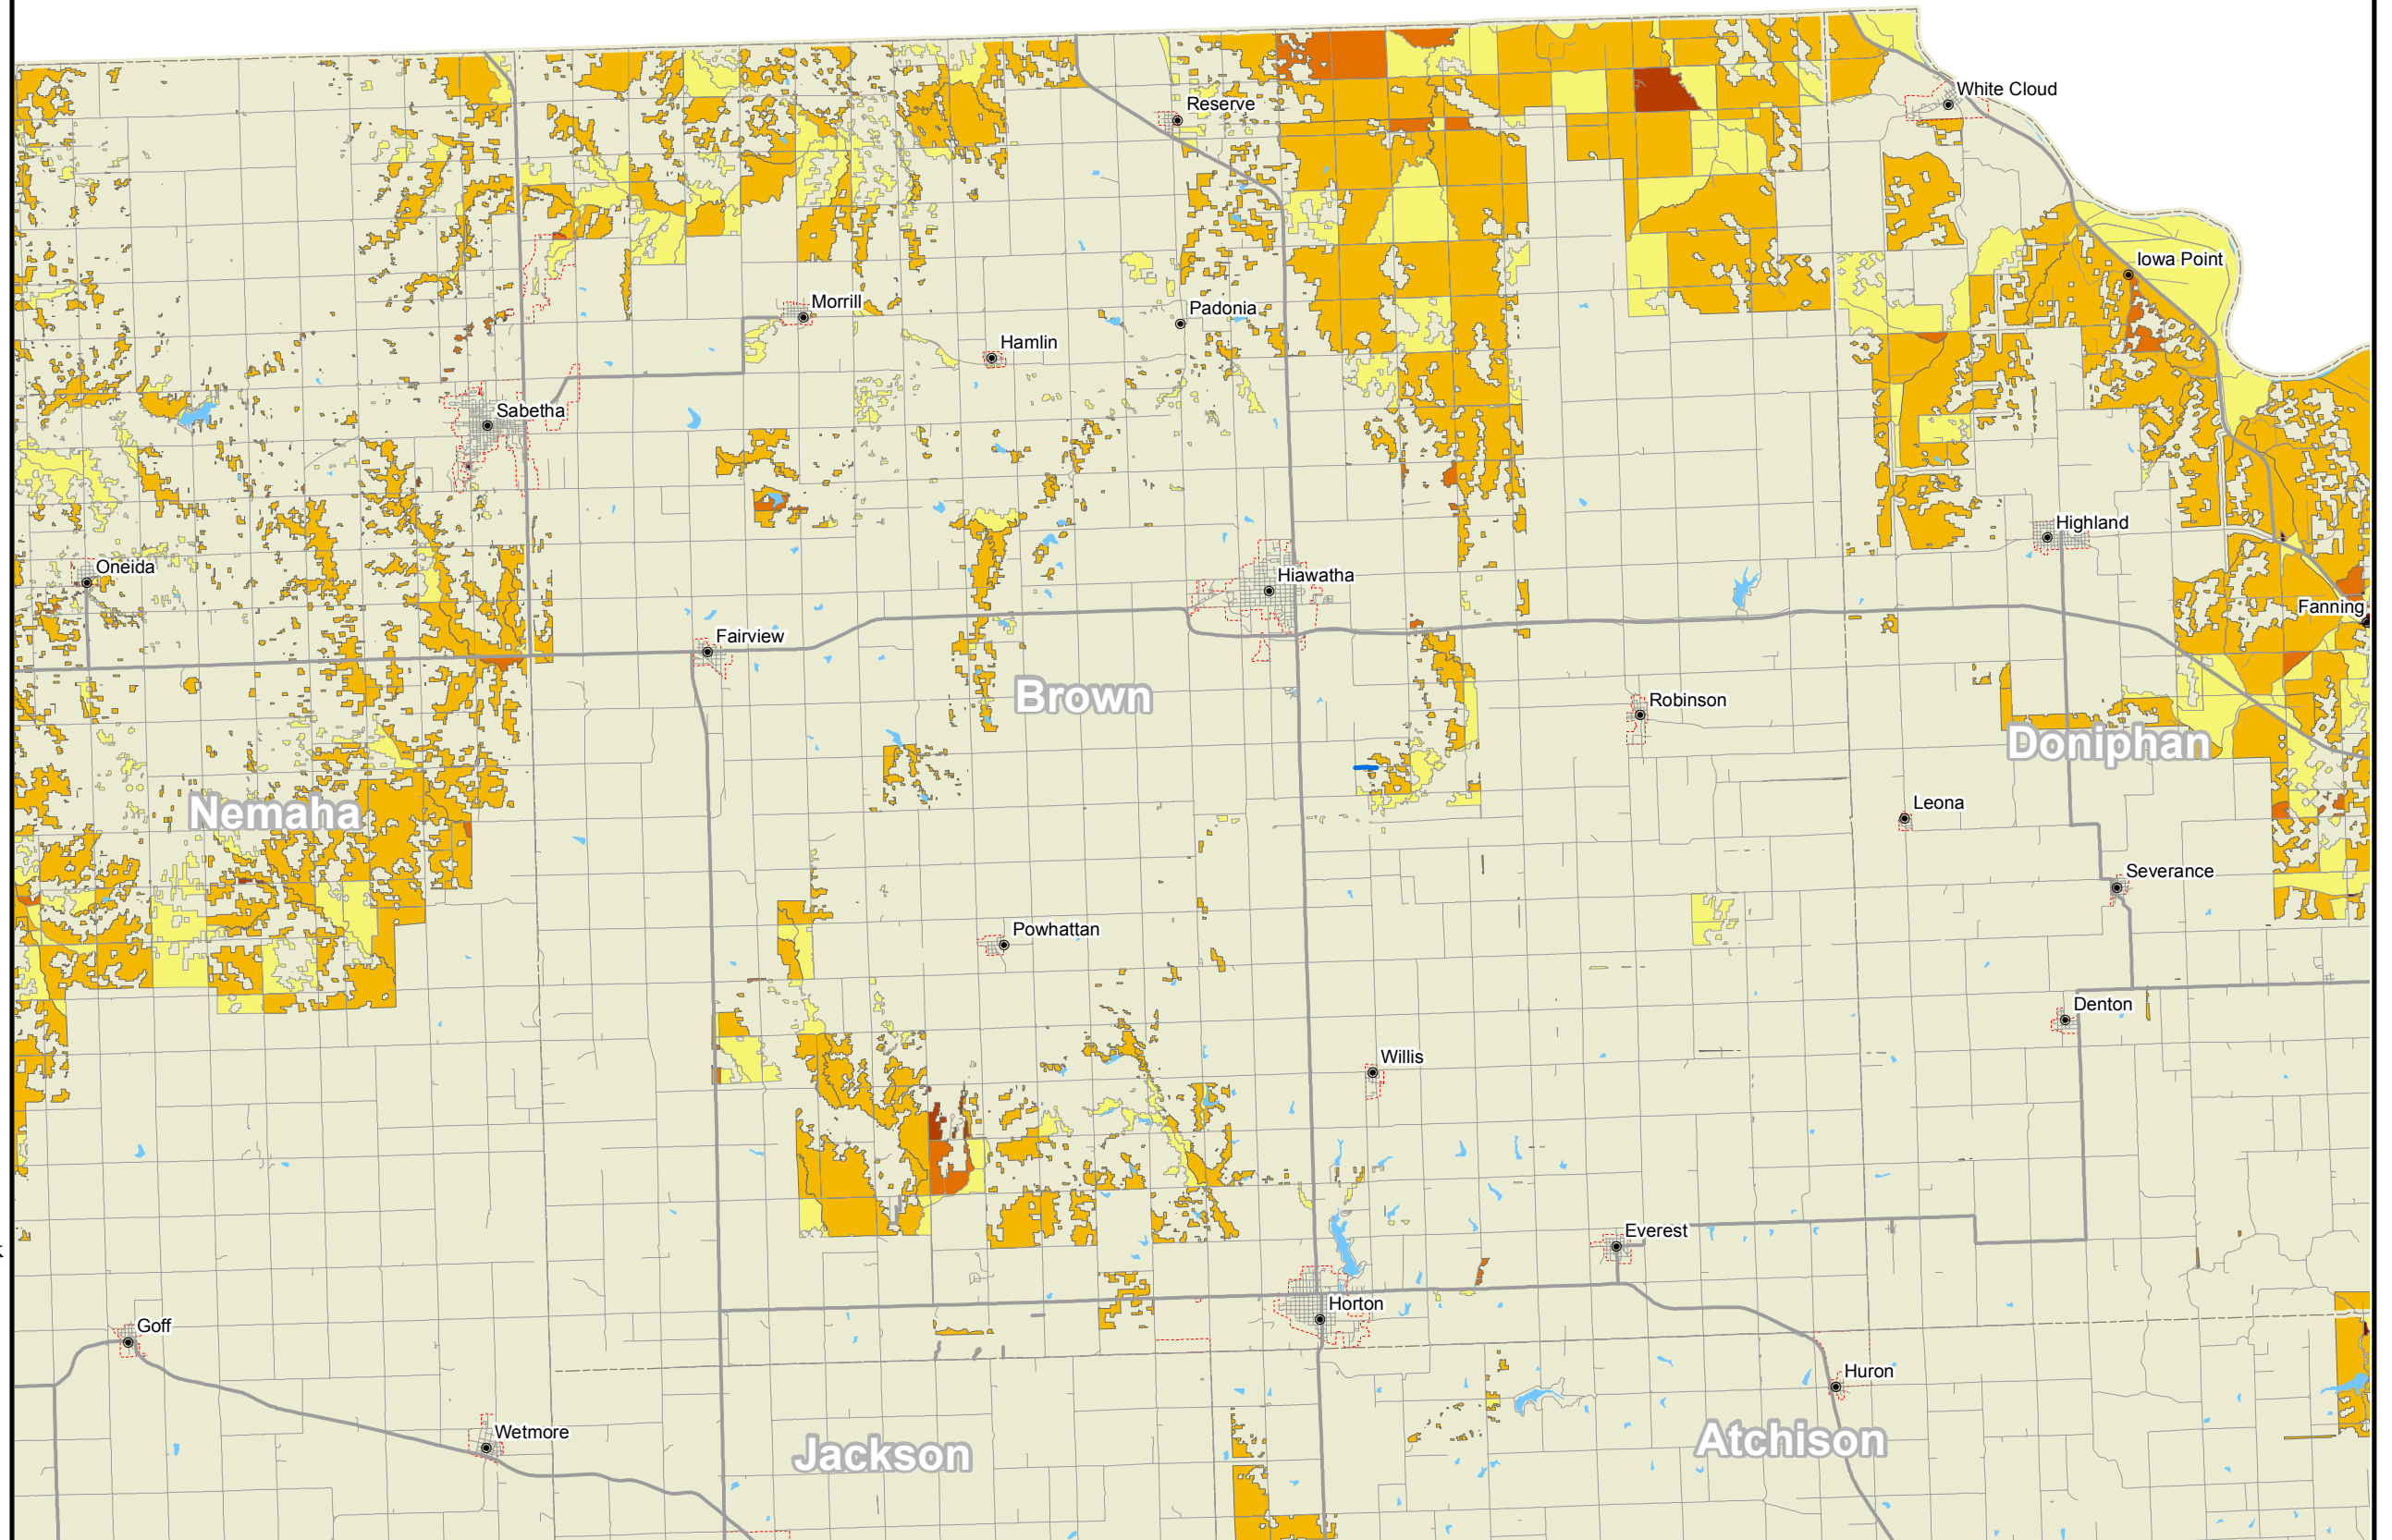 White Cloud
Reserve
Iowa Point
Morrill
Padonia
Hamlin
Sabetha
Highland
Oneida
Hiawatha
Fanning
Fairview
Brown
Robinson
Doniphan
Nemaha
Leona
Severance
Powhattan
Denton
Willis
Everest
Horton
Goff
Huron
Wetmore
Jackson
Atchison